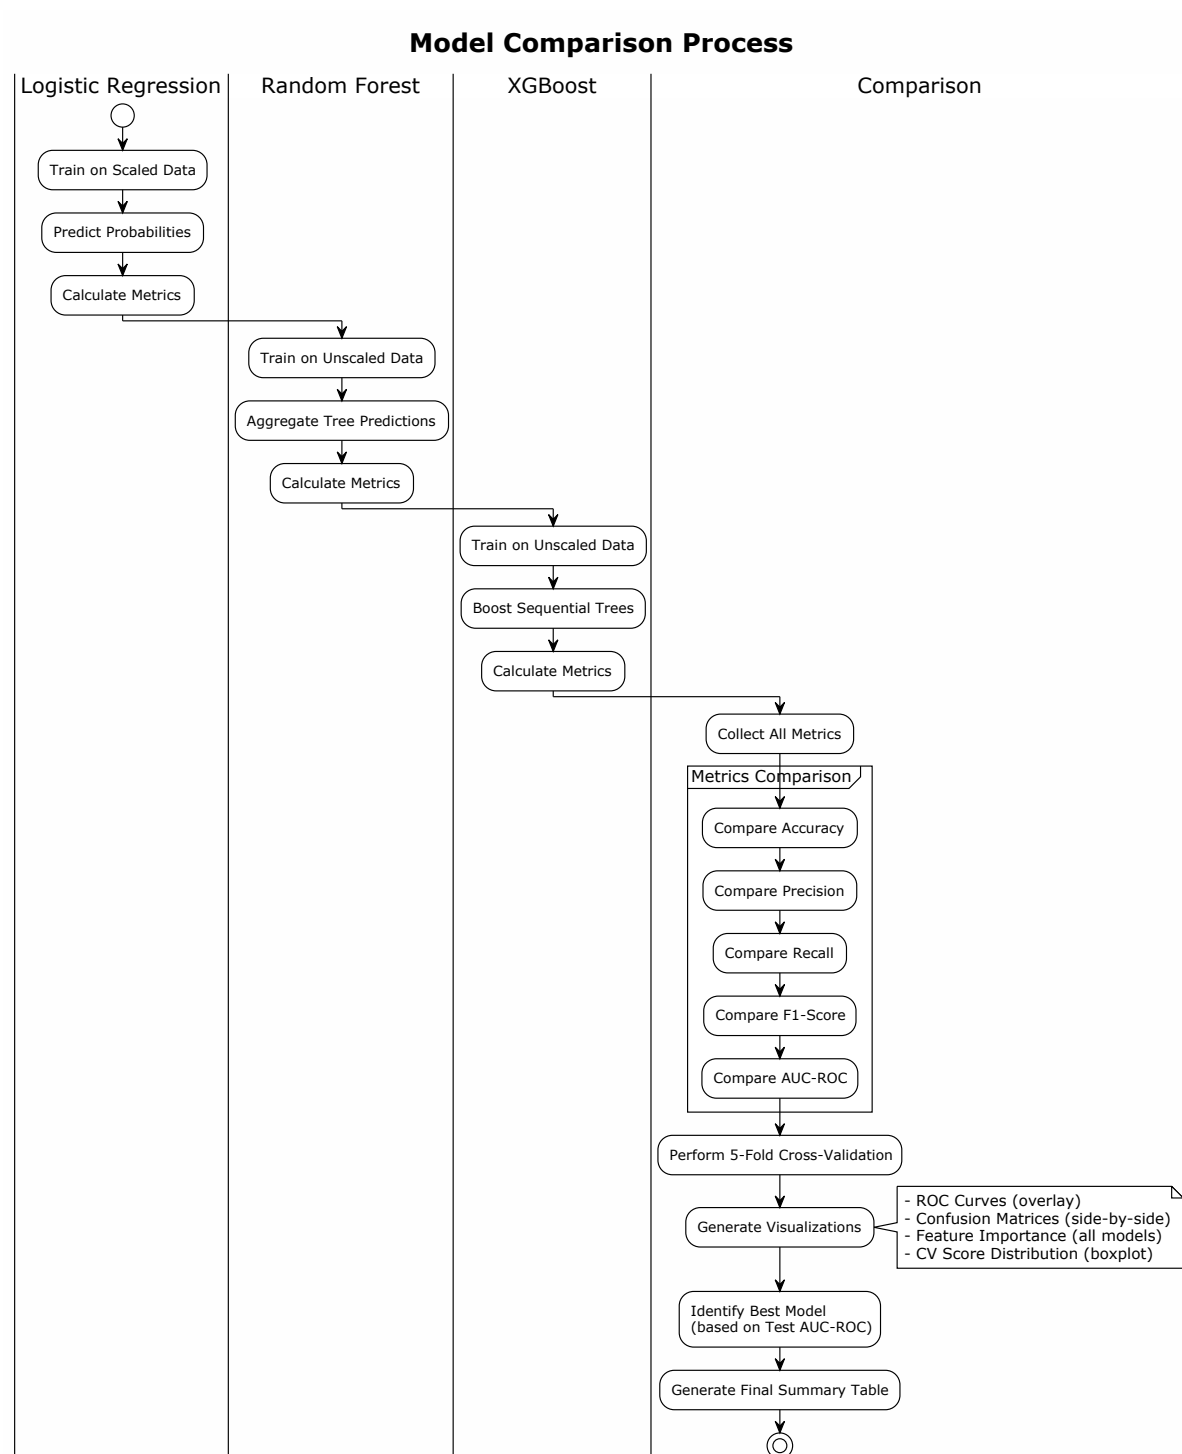 Model Comparison Process
Logistic Regression
Random Forest
XGBoost
Comparison
Train on Scaled Data
Predict Probabilities
Calculate Metrics
Train on Unscaled Data
Aggregate Tree Predictions
Calculate Metrics
Train on Unscaled Data
Boost Sequential Trees
Calculate Metrics
Collect All Metrics
Metrics Comparison
Compare Accuracy
Compare Precision
Compare Recall
Compare F1-Score
Compare AUC-ROC
Perform 5-Fold Cross-Validation
Generate Visualizations
- ROC Curves (overlay)
- Confusion Matrices (side-by-side)
- Feature Importance (all models)
- CV Score Distribution (boxplot)
Identify Best Model
(based on Test AUC-ROC)
Generate Final Summary Table